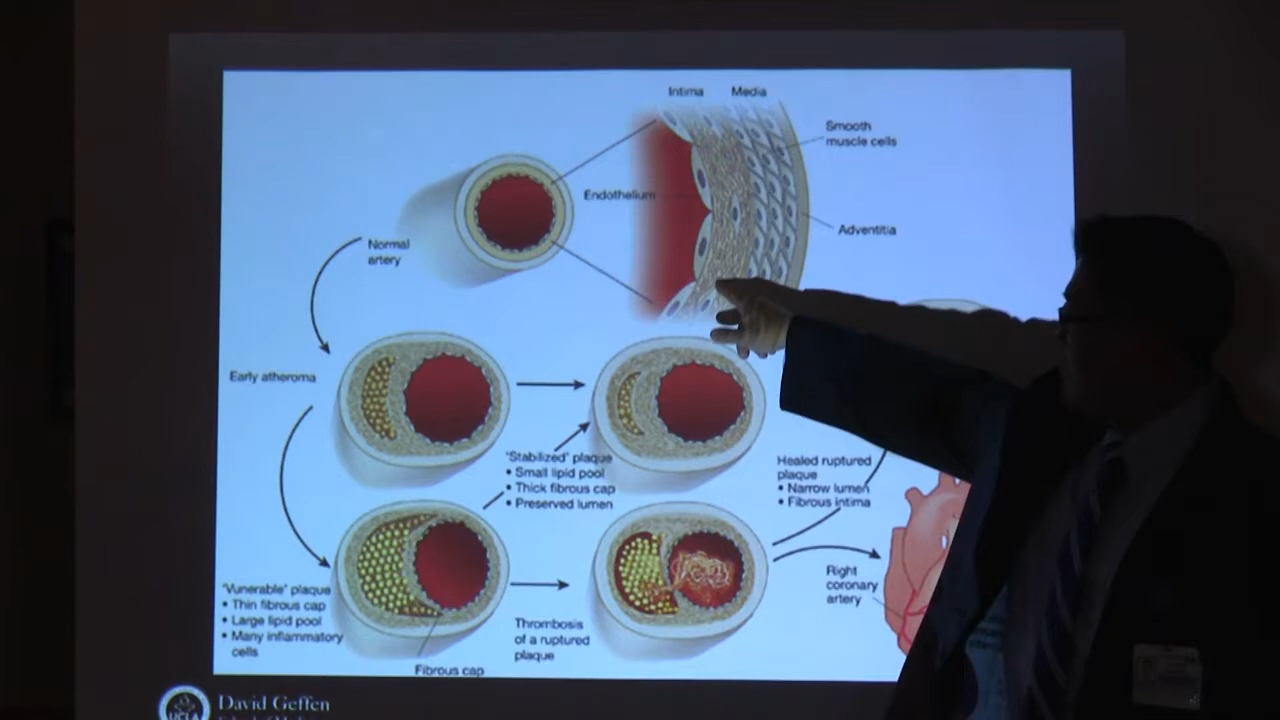 Intima Media
Smooth
muscle cells
Endothelium
Adventitia
Normal
artery
Early atheroma
"Stabilized" plaque
• Small lipid pool
• Thick fibrous cap
• Preserved lumen
Healed ruptured
plaque
• Narrow lumen
• Fibrous intima
"Vunerable" plaque
• Thin fibrous cap
• Large lipid pool
• Many inflammatory
cells
Fibrous cap
Thrombosis
of a ruptured
plaque
Right
coronary
artery
UCLA
David Geffen